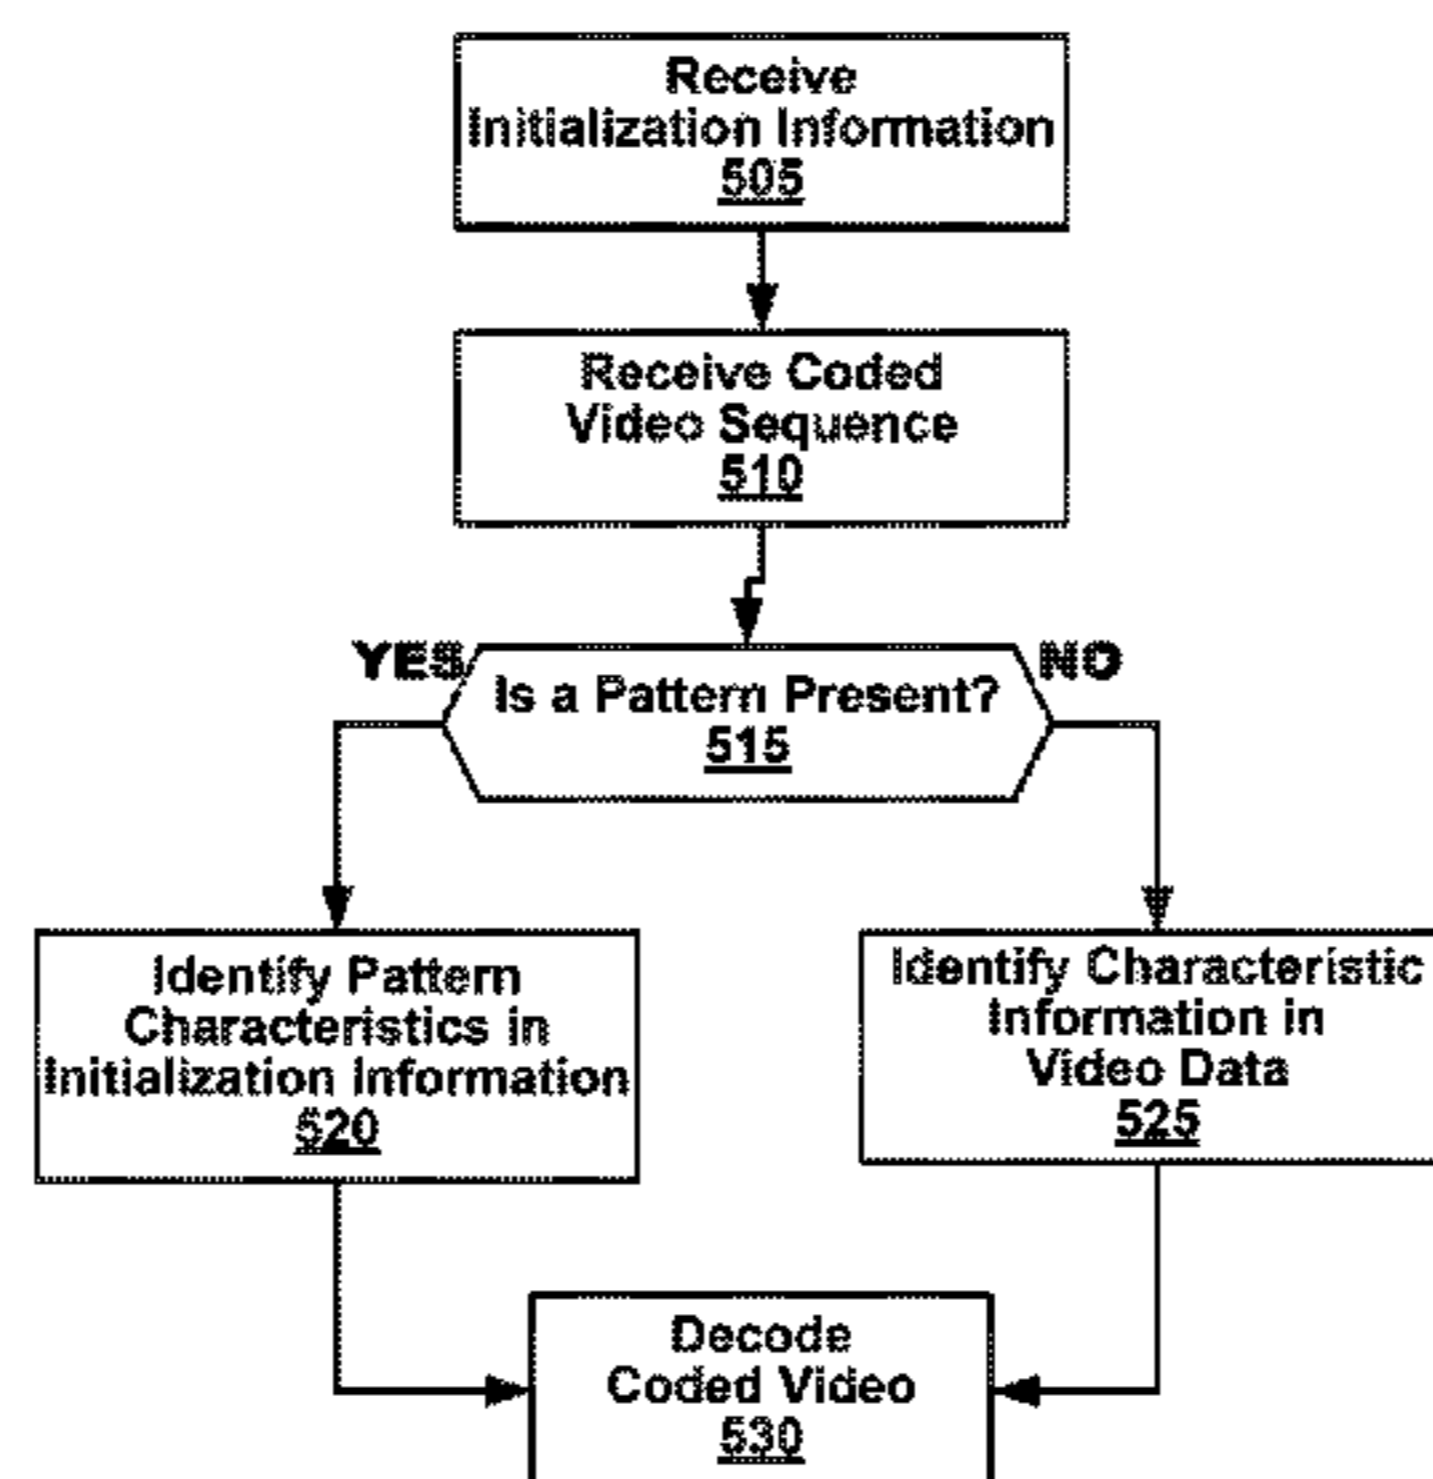 Receive
Initialization Information
505
Receive Coded
Video Sequence
510
YES
NO
Is a Pattern Present?
515
Identify Pattern
Characteristics in
Initialization Information
520
Identify Characteristic
Information in
Video Data
525
Decode
Coded Video
530